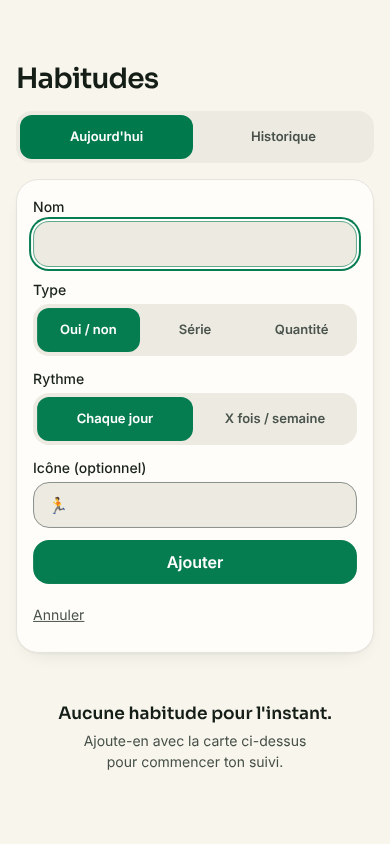 Habitudes
Aujourd'hui
Historique
Nom
Type
Oui / non
Série
Quantité
Rythme
Chaque jour
X fois / semaine
Icône (optionnel)
🏃
Ajouter
Annuler
Aucune habitude pour l'instant.
Ajoute-en avec la carte ci-dessus
pour commencer ton suivi.